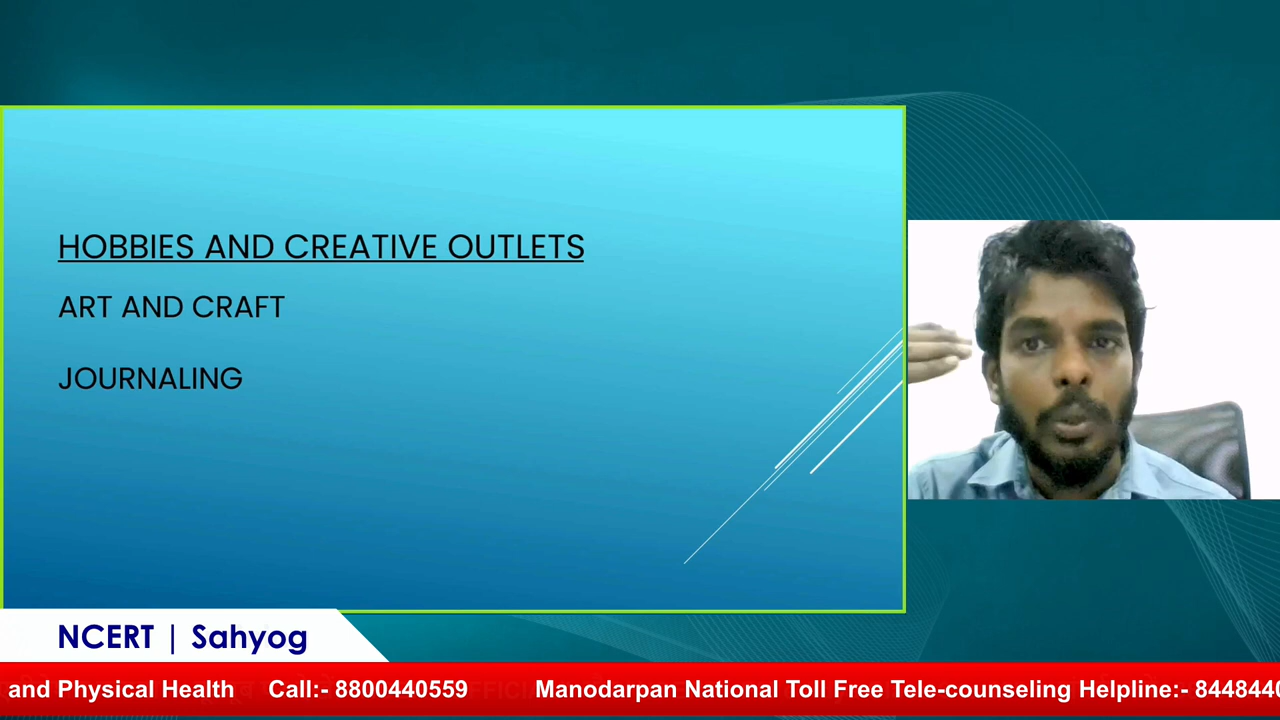 HOBBIES AND CREATIVE OUTLETS
ART AND CRAFT
JOURNALING
NCERT | Sahyog
and Physical Health Call:- 8800440559 Manodarpan National Toll Free Tele-counseling Helpline:- 844844